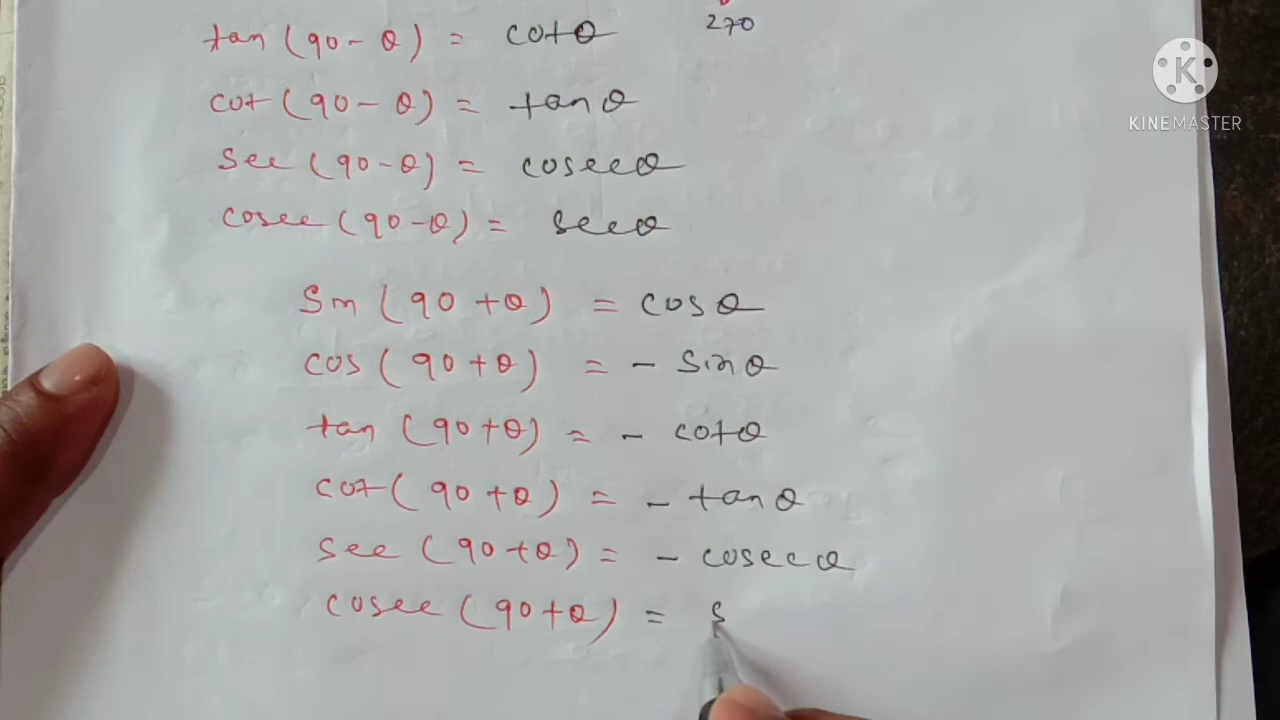 tan (90 - θ) = cotθ
270
cot (90 - θ) = tanθ
sec (90 - θ) = cosecθ
cosec (90 - θ) = secθ
Sin (90 + θ) = cosθ
cos (90 + θ) = - sinθ
tan (90 + θ) = - cotθ
cot (90 + θ) = - tanθ
sec (90 + θ) = - cosecθ
cosec (90 + θ) = s
K
KINEMASTER